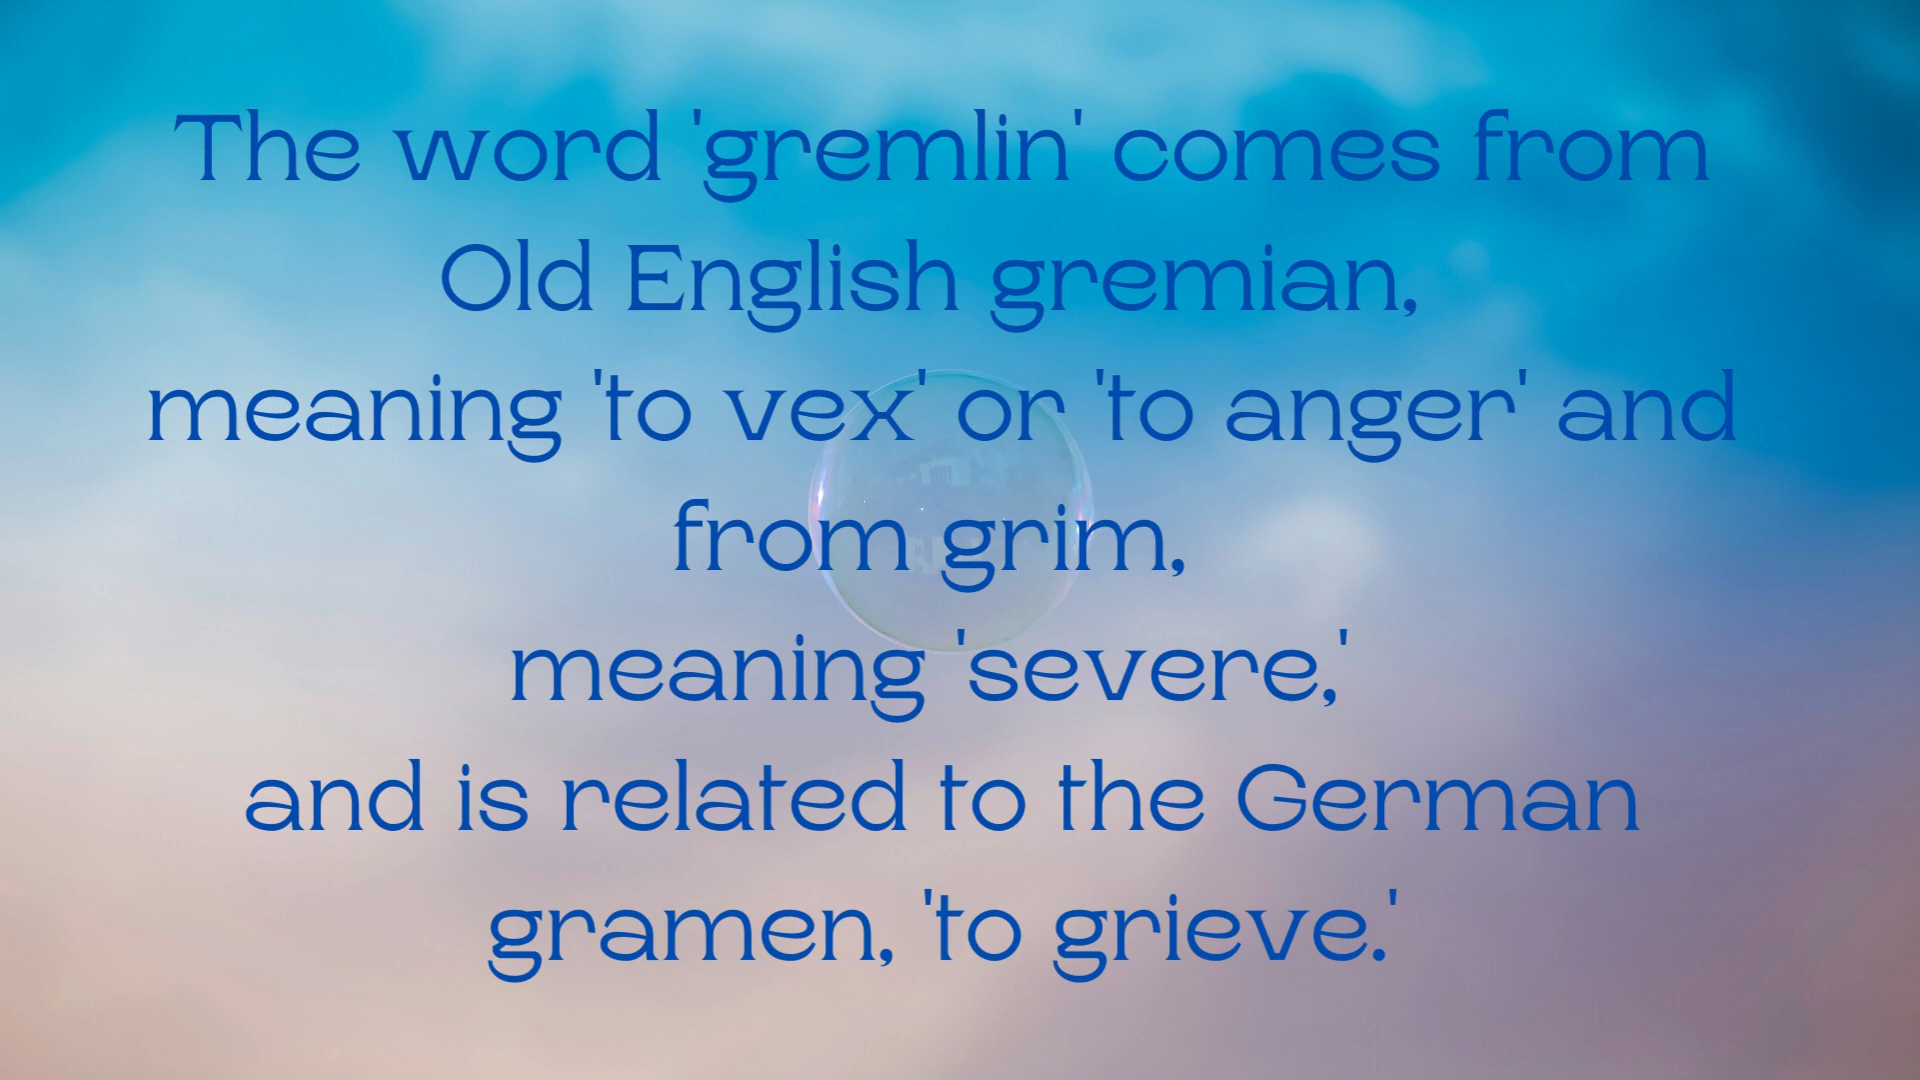 The word 'gremlin' comes from
Old English gremian,
meaning 'to vex' or 'to anger' and
from grim,
meaning 'severe,'
and is related to the German
gramen, 'to grieve.'